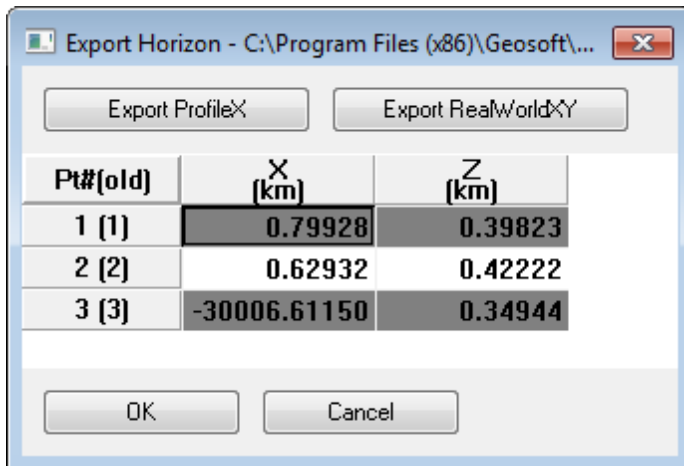 Export Horizon - C:\Program Files (x86)\Geosoft\...
Export ProfileX Export RealWorldXY
Pt#(old) X (km) Z (km)
1 (1) 0.79928 0.39823
2 (2) 0.62932 0.42222
3 (3) -30006.61150 0.34944
OK Cancel